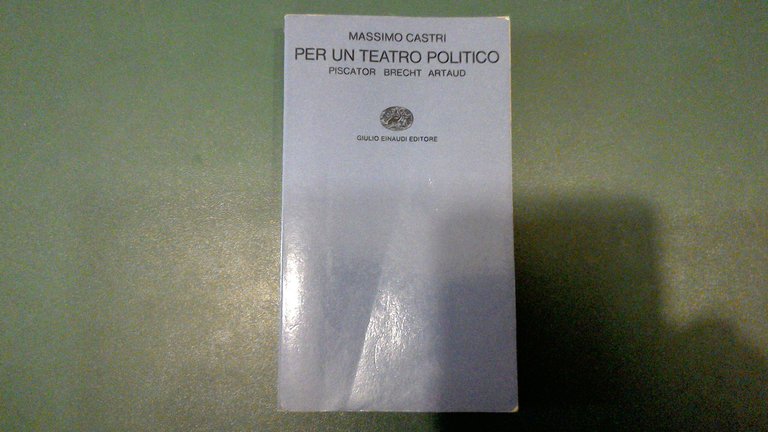 MASSIMO CASTRI
PER UN TEATRO POLITICO
PISCATOR BRECHT ARTAUD
GIULIO EINAUDI EDITORE